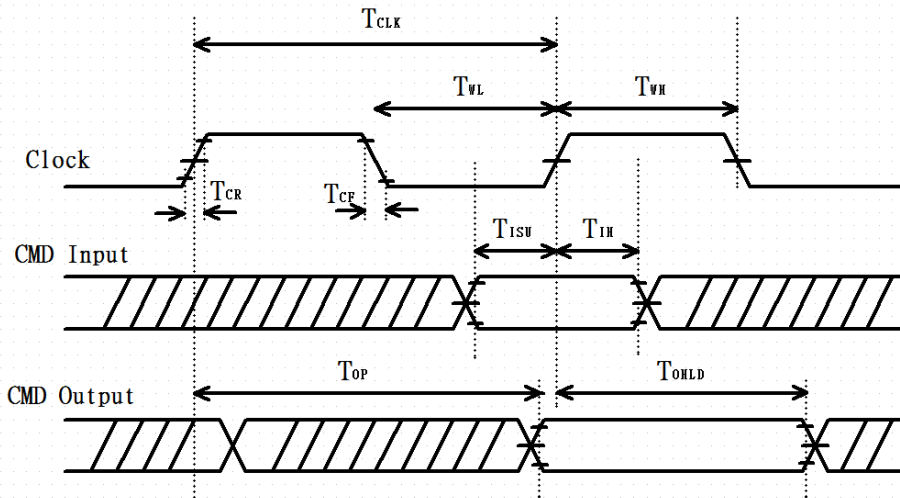 TCLK
TWL
TWH
Clock
TCR
TCF
TISU
TIH
CMD Input
TOP
TOHLD
CMD Output